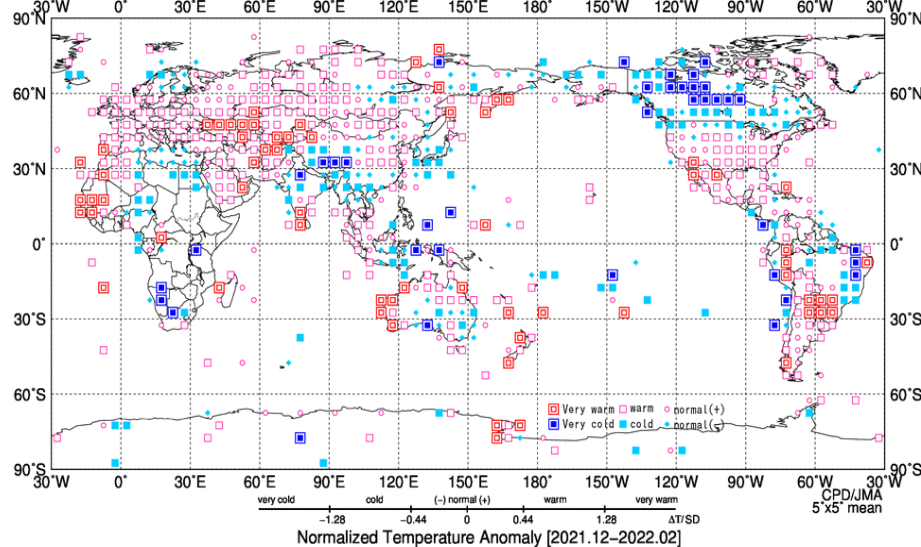 30°W 0° 30°E 60°E 90°E 120°E 150°E 180° 150°W 120°W 90°W 60°W 30°W
90°N 90°N
60°N 60°N
30°N 30°N
0° 0°
30°S 30°S
60°S 60°S
Very warm warm normal(+)
Very cold cold normal(-)
90°S 90°S
30°W 0° 30°E 60°E 90°E 120°E 150°E 180° 150°W 120°W 90°W 60°W 30°W
very cold cold (-) normal (+) warm very warm
CPD/JMA
5°x5° mean
-1.28 -0.44 0 0.44 1.28 ΔT/SD
Normalized Temperature Anomaly [2021.12-2022.02]